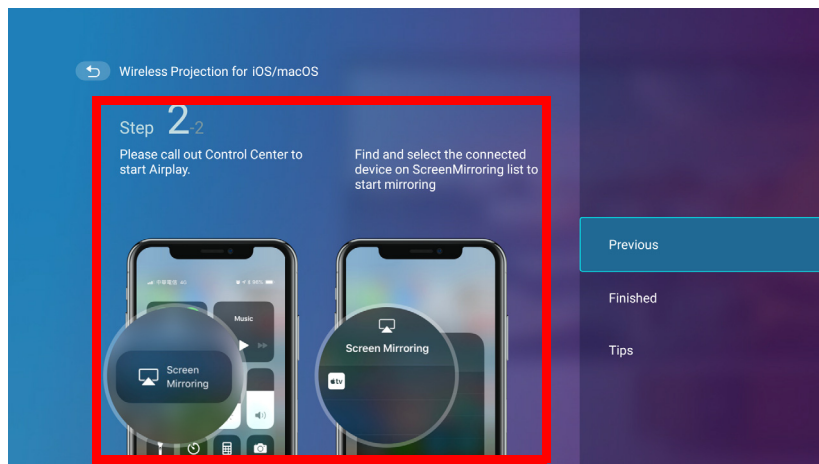 Wireless Projection for iOS/macOS
Step 2-2
Please call out Control Center to
start Airplay.
Find and select the connected
device on ScreenMirroring list to
start mirroring
Music
Screen
Mirroring
Screen Mirroring
tv
Previous
Finished
Tips